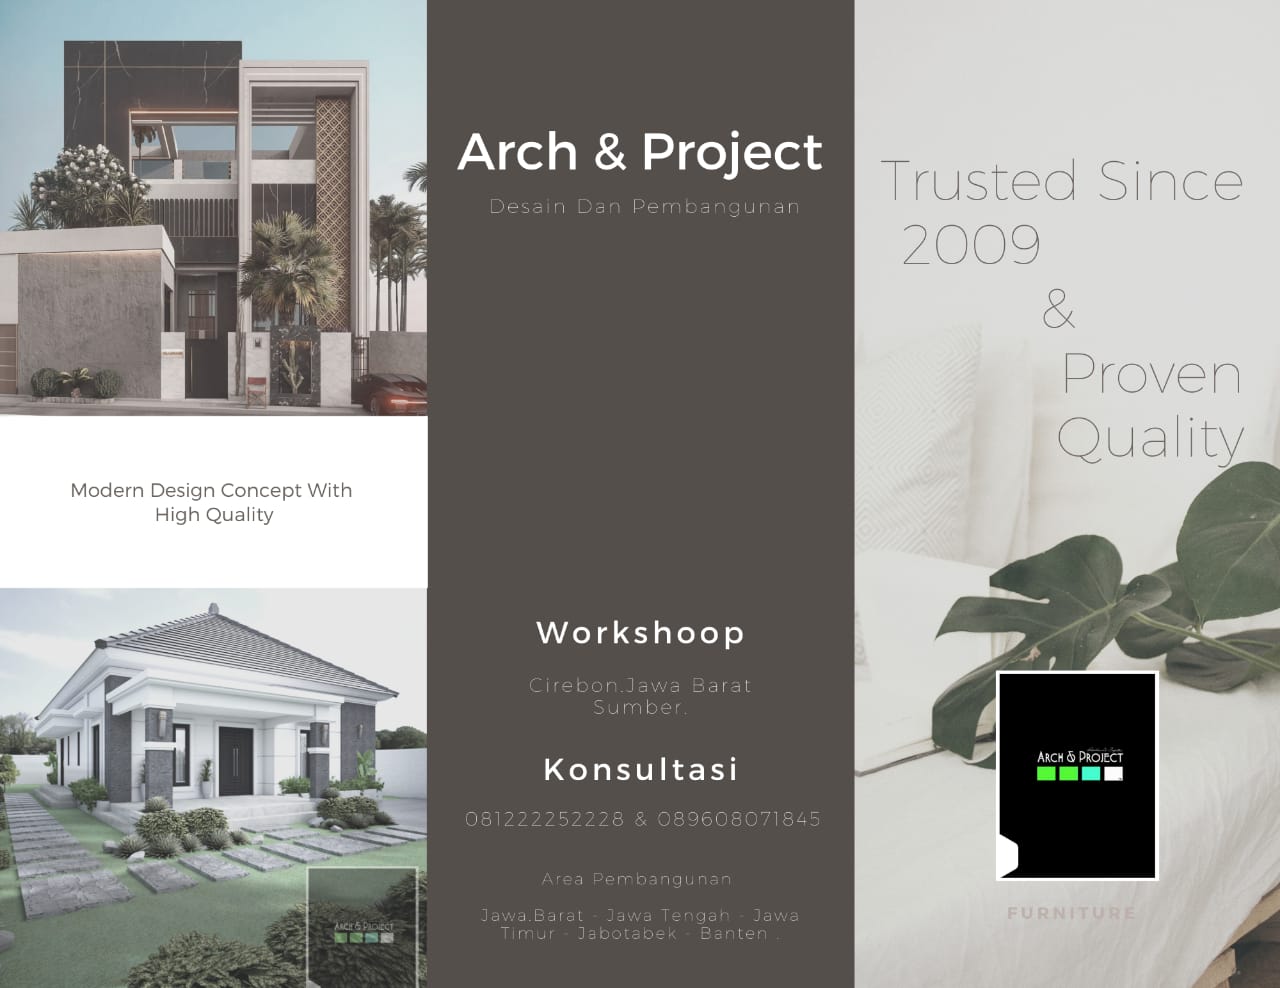 Modern Design Concept With
High Quality
ARCH & PROJECT
Arch & Project
Desain Dan Pembangunan
Workshoop
Cirebon.Jawa Barat
Sumber.
Konsultasi
081222252228 & 089608071845
Area Pembangunan
Jawa.Barat - Jawa Tengah - Jawa
Timur - Jabotabek - Banten .
Trusted Since
2009
&
Proven
Quality
ARCH & PROJECT
FURNITURE